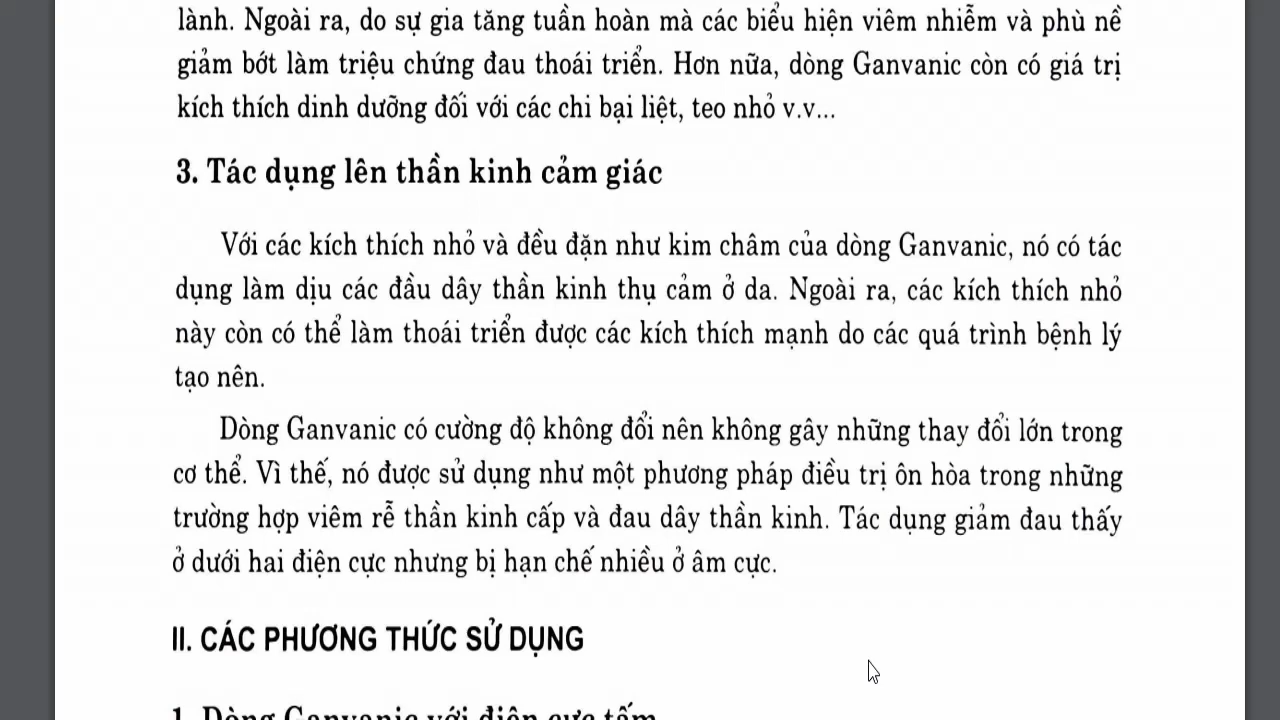 lành. Ngoài ra, do sự gia tăng tuần hoàn mà các biểu hiện viêm nhiễm và phù nề
giảm bớt làm triệu chứng đau thoái triển. Hơn nữa, dòng Ganvanic còn có giá trị
kích thích dinh dưỡng đối với các chi bại liệt, teo nhỏ v.v...
3. Tác dụng lên thần kinh cảm giác
Với các kích thích nhỏ và đều đặn như kim châm của dòng Ganvanic, nó có tác
dụng làm dịu các đầu dây thần kinh thụ cảm ở da. Ngoài ra, các kích thích nhỏ
này còn có thể làm thoái triển được các kích thích mạnh do các quá trình bệnh lý
tạo nên.
Dòng Ganvanic có cường độ không đổi nên không gây những thay đổi lớn trong
cơ thể. Vì thế, nó được sử dụng như một phương pháp điều trị ôn hòa trong những
trường hợp viêm rễ thần kinh cấp và đau dây thần kinh. Tác dụng giảm đau thấy
ở dưới hai điện cực nhưng bị hạn chế nhiều ở âm cực.
II. CÁC PHƯƠNG THỨC SỬ DỤNG
1. Dòng Ganvanic với điện cực tấm